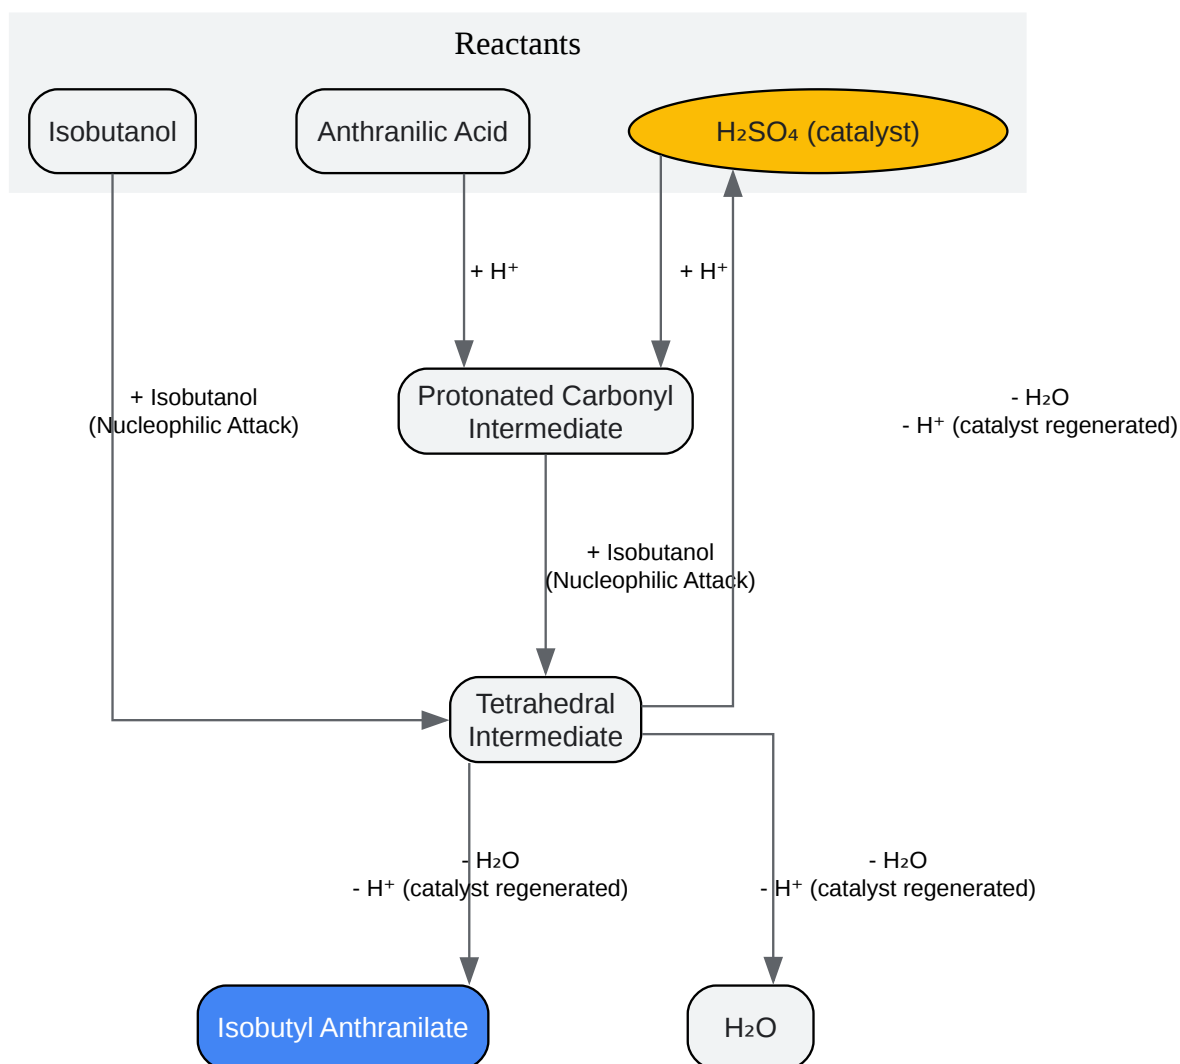 Reactants
Isobutanol
Anthranilic Acid
H₂SO₄ (catalyst)
+ H⁺
+ H⁺
+ Isobutanol
(Nucleophilic Attack)
Protonated Carbonyl
Intermediate
- H₂O
- H⁺ (catalyst regenerated)
+ Isobutanol
(Nucleophilic Attack)
Tetrahedral
Intermediate
- H₂O
- H⁺ (catalyst regenerated)
- H₂O
- H⁺ (catalyst regenerated)
Isobutyl Anthranilate
H₂O